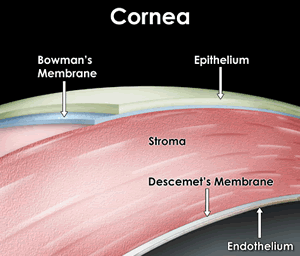 Cornea
Bowman's
Membrane
Epithelium
Stroma
Descemet's Membrane
Endothelium